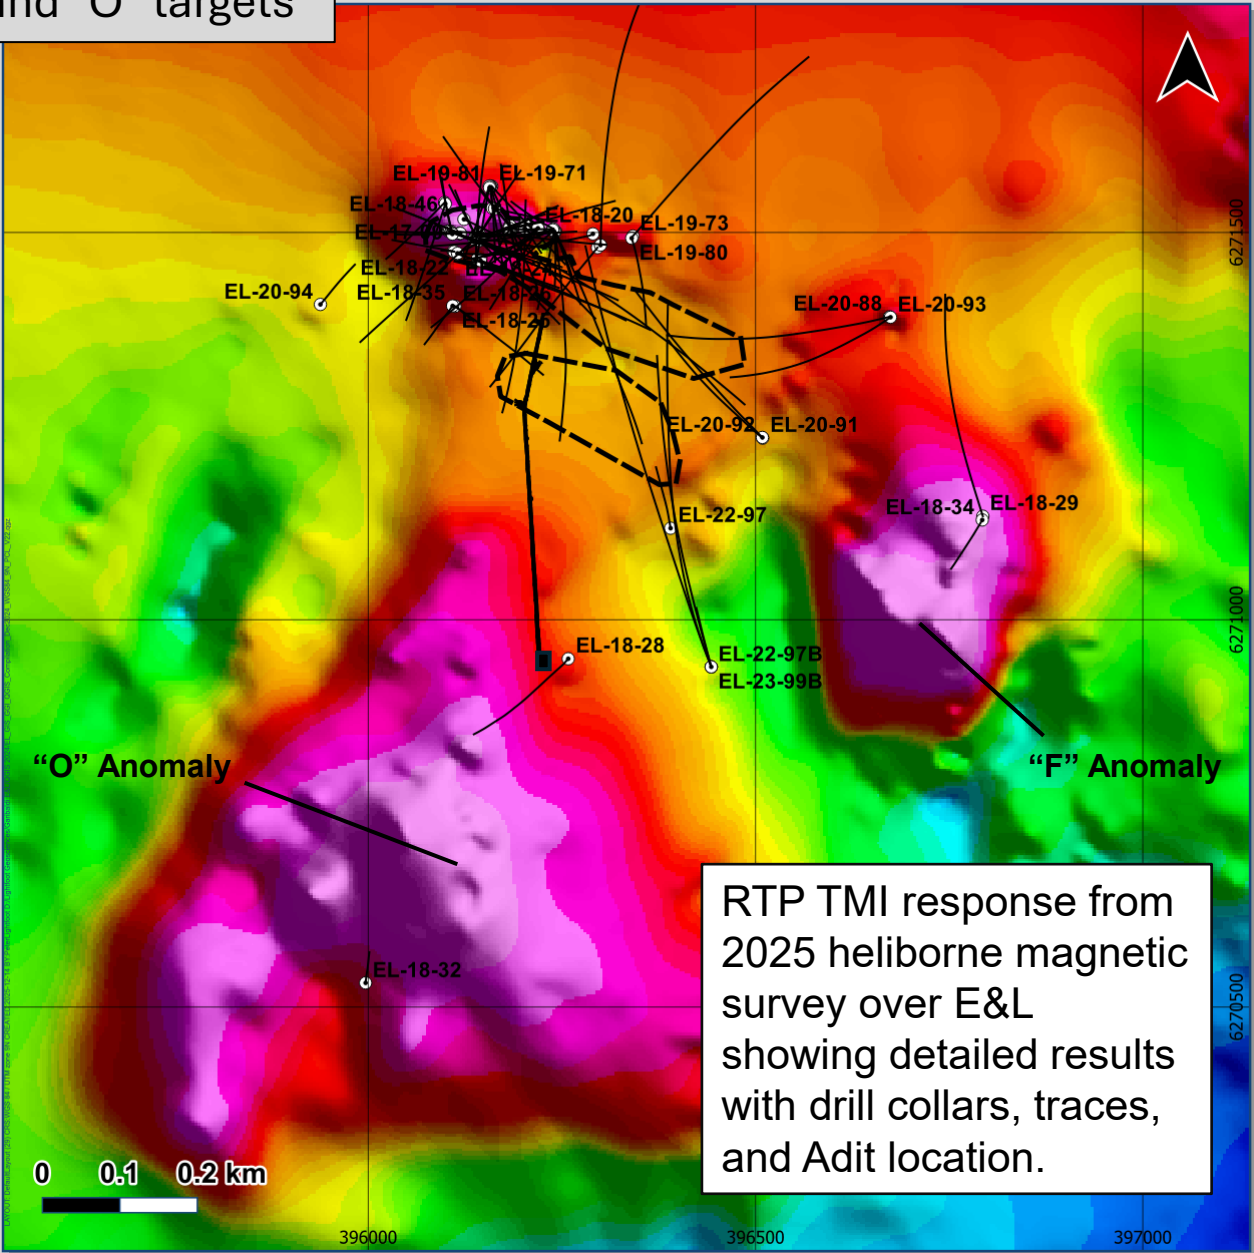 and "O" targets
EL-19-81
EL-19-71
EL-18-46
EL-18-20
EL-19-73
EL-19-80
EL-18-22
EL-20-94
EL-18-35
EL-18-25
EL-20-88
EL-20-93
EL-20-92
EL-20-91
EL-22-97
EL-18-34
EL-18-29
EL-18-28
EL-22-97B
EL-23-99B
"O" Anomaly
"F" Anomaly
EL-18-32
RTP TMI response from
2025 heliborne magnetic
survey over E&L
showing detailed results
with drill collars, traces,
and Adit location.
0 0.1 0.2 km
396000
396500
397000
6271500
6271000
6270500